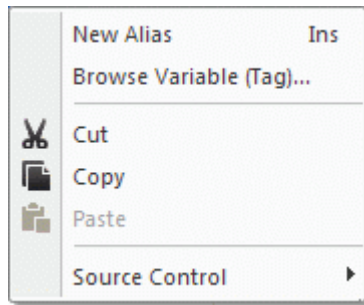 New Alias Ins
Browse Variable (Tag)...
Cut
Copy
Paste
Source Control